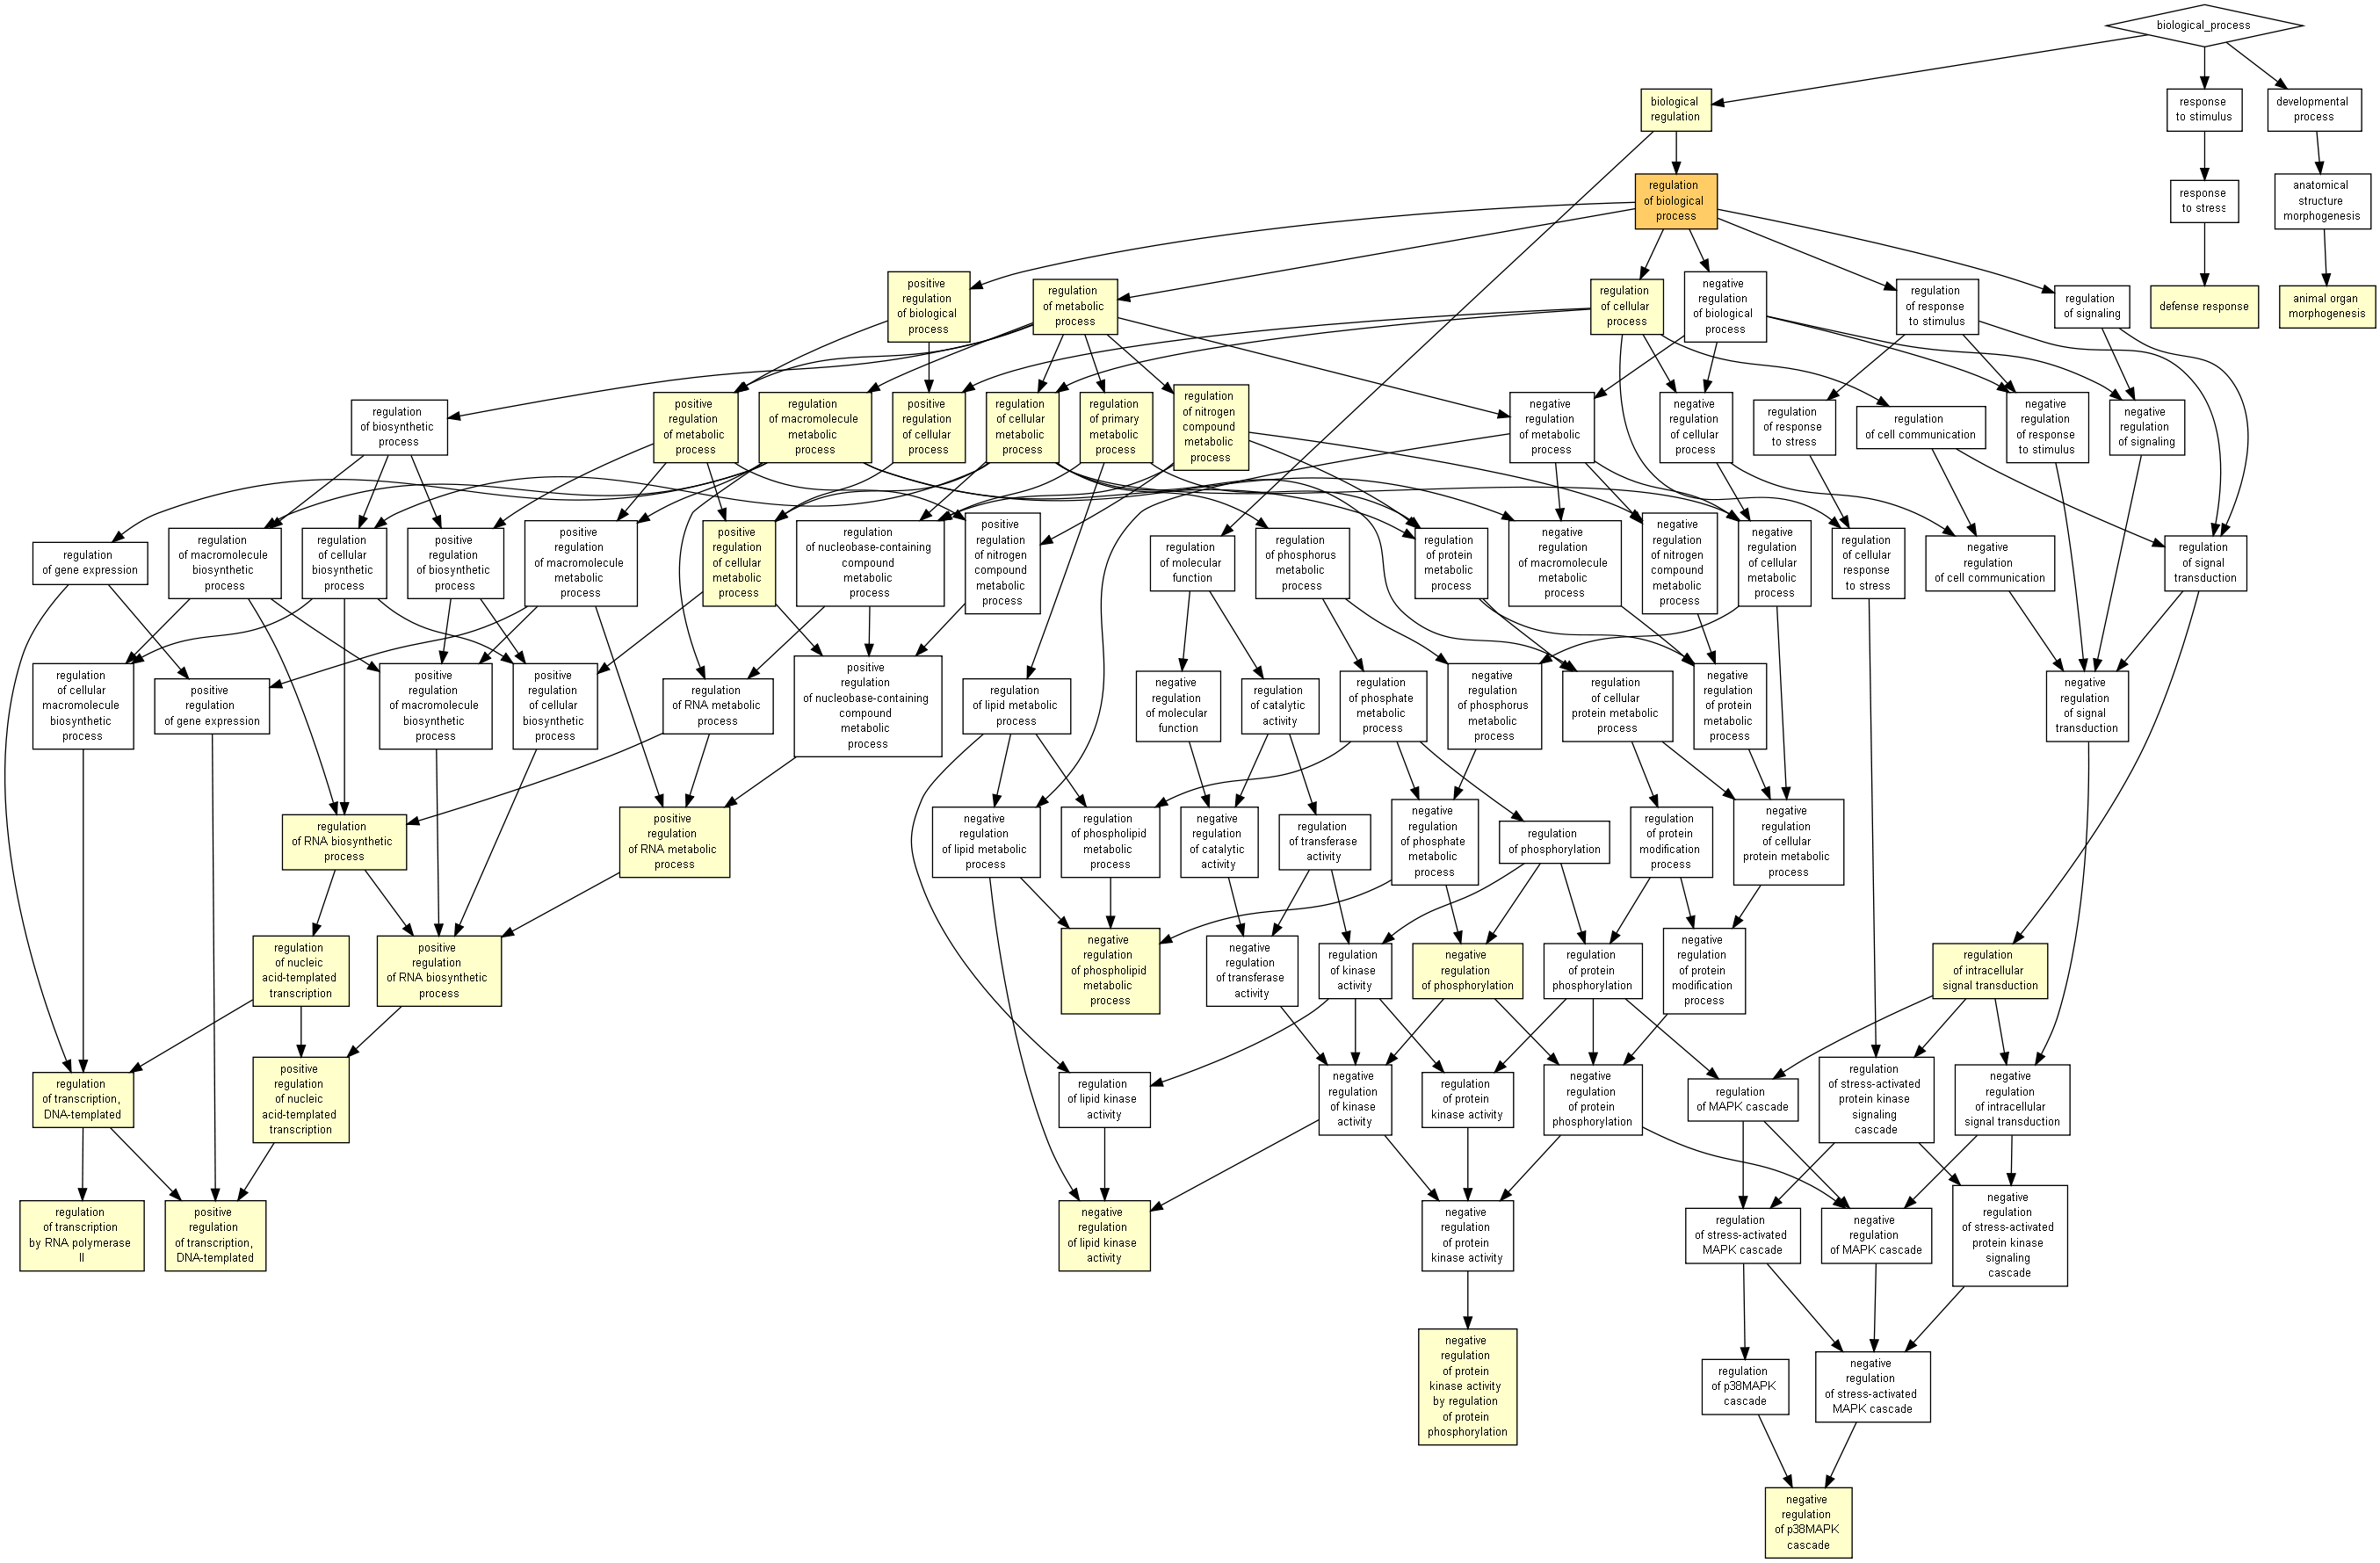 biological_process
biological
regulation
response
to stimulus
developmental
process
regulation
of biological
process
response
to stress
anatomical
structure
morphogenesis
positive
regulation
of biological
process
regulation
of metabolic
process
regulation
of cellular
process
negative
regulation
of biological
process
regulation
of response
to stimulus
regulation
of signaling
defense response
animal organ
morphogenesis
regulation
of biosynthetic
process
positive
regulation
of metabolic
process
regulation
of macromolecule
metabolic
process
positive
regulation
of cellular
process
regulation
of cellular
metabolic
process
regulation
of primary
metabolic
process
regulation
of nitrogen
compound
metabolic
process
negative
regulation
of metabolic
process
negative
regulation
of cellular
process
regulation
of response
to stress
regulation
of cell communication
negative
regulation
of response
to stimulus
negative
regulation
of signaling
regulation
of gene expression
regulation
of macromolecule
biosynthetic
process
regulation
of cellular
biosynthetic
process
positive
regulation
of biosynthetic
process
positive
regulation
of macromolecule
metabolic
process
positive
regulation
of cellular
metabolic
process
regulation
of nucleobase-containing
compound
metabolic
process
positive
regulation
of nitrogen
compound
metabolic
process
regulation
of molecular
function
regulation
of phosphorus
metabolic
process
regulation
of protein
metabolic
process
negative
regulation
of macromolecule
metabolic
process
negative
regulation
of nitrogen
compound
metabolic
process
negative
regulation
of cellular
metabolic
process
regulation
of cellular
response
to stress
negative
regulation
of cell communication
regulation
of signal
transduction
regulation
of cellular
macromolecule
biosynthetic
process
positive
regulation
of gene expression
positive
regulation
of macromolecule
biosynthetic
process
positive
regulation
of cellular
biosynthetic
process
regulation
of RNA metabolic
process
positive
regulation
of nucleobase-containing
compound
metabolic
process
regulation
of lipid metabolic
process
negative
regulation
of molecular
function
regulation
of catalytic
activity
regulation
of phosphate
metabolic
process
negative
regulation
of phosphorus
metabolic
process
regulation
of cellular
protein metabolic
process
negative
regulation
of protein
metabolic
process
negative
regulation
of signal
transduction
regulation
of RNA biosynthetic
process
positive
regulation
of RNA metabolic
process
negative
regulation
of lipid metabolic
process
regulation
of phospholipid
metabolic
process
negative
regulation
of catalytic
activity
regulation
of transferase
activity
negative
regulation
of phosphate
metabolic
process
regulation
of phosphorylation
regulation
of protein
modification
process
negative
regulation
of cellular
protein metabolic
process
regulation
of nucleic
acid-templated
transcription
positive
regulation
of RNA biosynthetic
process
negative
regulation
of phospholipid
metabolic
process
negative
regulation
of transferase
activity
regulation
of kinase
activity
negative
regulation
of phosphorylation
regulation
of protein
phosphorylation
negative
regulation
of protein
modification
process
regulation
of intracellular
signal transduction
regulation
of transcription,
DNA-templated
positive
regulation
of nucleic
acid-templated
transcription
regulation
of lipid kinase
activity
negative
regulation
of kinase
activity
regulation
of protein
kinase activity
negative
regulation
of protein
phosphorylation
regulation
of MAPK cascade
regulation
of stress-activated
protein kinase
signaling
cascade
negative
regulation
of intracellular
signal transduction
regulation
of transcription
by RNA polymerase
II
positive
regulation
of transcription,
DNA-templated
negative
regulation
of lipid kinase
activity
negative
regulation
of protein
kinase activity
regulation
of stress-activated
MAPK cascade
negative
regulation
of MAPK cascade
negative
regulation
of stress-activated
protein kinase
signaling
cascade
negative
regulation
of protein
kinase activity
by regulation
of protein
phosphorylation
regulation
of p38MAPK
cascade
negative
regulation
of stress-activated
MAPK cascade
negative
regulation
of p38MAPK
cascade